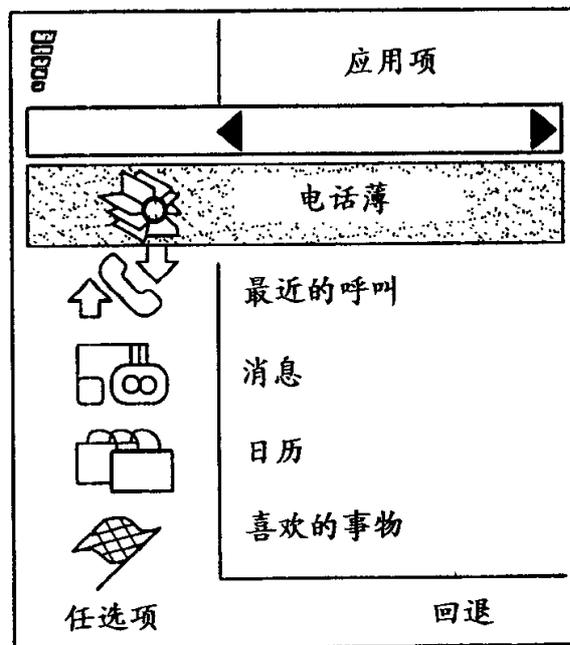 应用项
电话薄
最近的呼叫
消息
日历
喜欢的事物
任选项
回退